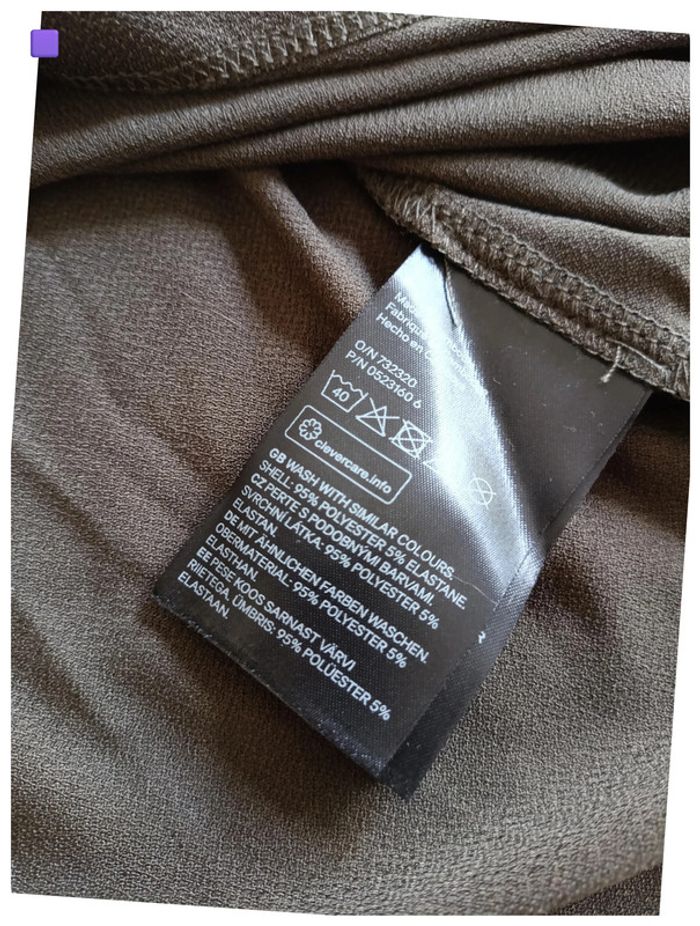 O/N 732320
P/N 0523160 6
40
clevercare.info
GB WASH WITH SIMILAR COLOURS.
SHELL: 95% POLYESTER 5% ELASTANE
CZ PERTE S PODOBNÝMI BARVAMI.
SVRCHNÍ LÁTKA: 95% POLYESTER 5%
ELASTAN.
DE MIT ÄHNLICHEN FARBEN WASCHEN.
OBERMATERIAL: 95% POLYESTER 5%
ELASTHAN.
EE PESE KOOS SARNAST VÄRVI
RIIETEGA. ÜMBRIS: 95% POLÜESTER 5%
ELASTAAN.